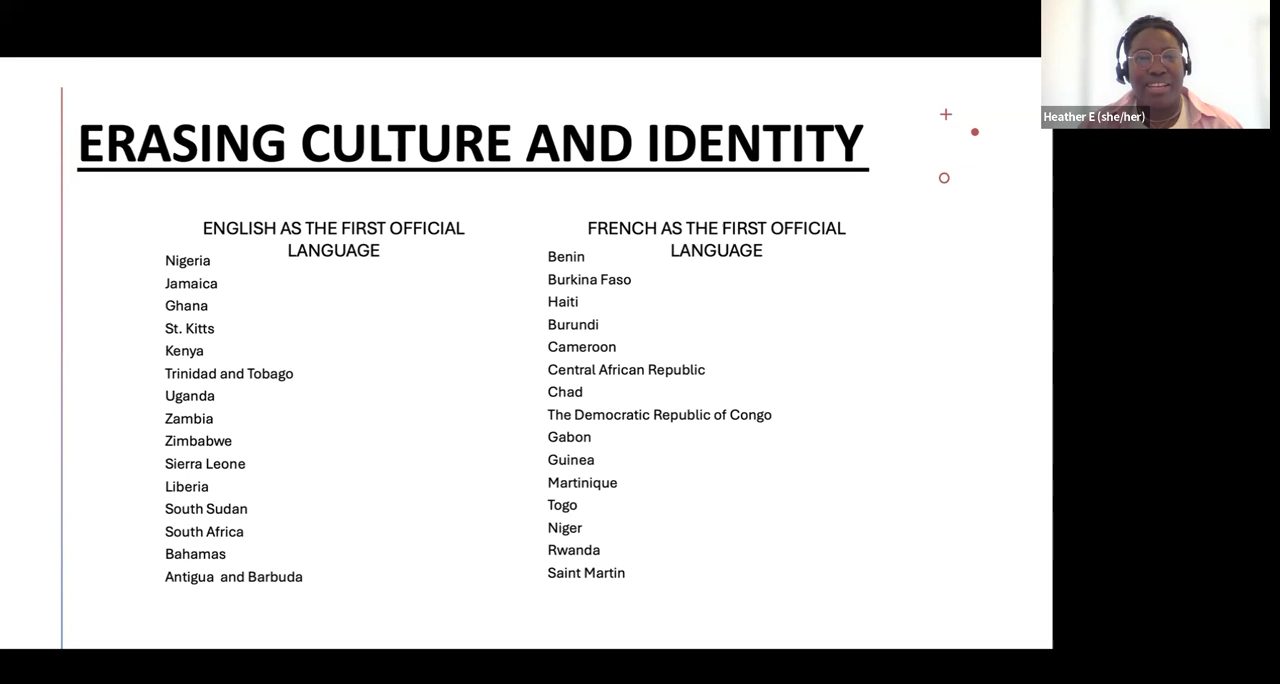 ERASING CULTURE AND IDENTITY
ENGLISH AS THE FIRST OFFICIAL
LANGUAGE
Nigeria
Jamaica
Ghana
St. Kitts
Kenya
Trinidad and Tobago
Uganda
Zambia
Zimbabwe
Sierra Leone
Liberia
South Sudan
South Africa
Bahamas
Antigua and Barbuda
FRENCH AS THE FIRST OFFICIAL
LANGUAGE
Benin
Burkina Faso
Haiti
Burundi
Cameroon
Central African Republic
Chad
The Democratic Republic of Congo
Gabon
Guinea
Martinique
Togo
Niger
Rwanda
Saint Martin
Heather E (she/her)